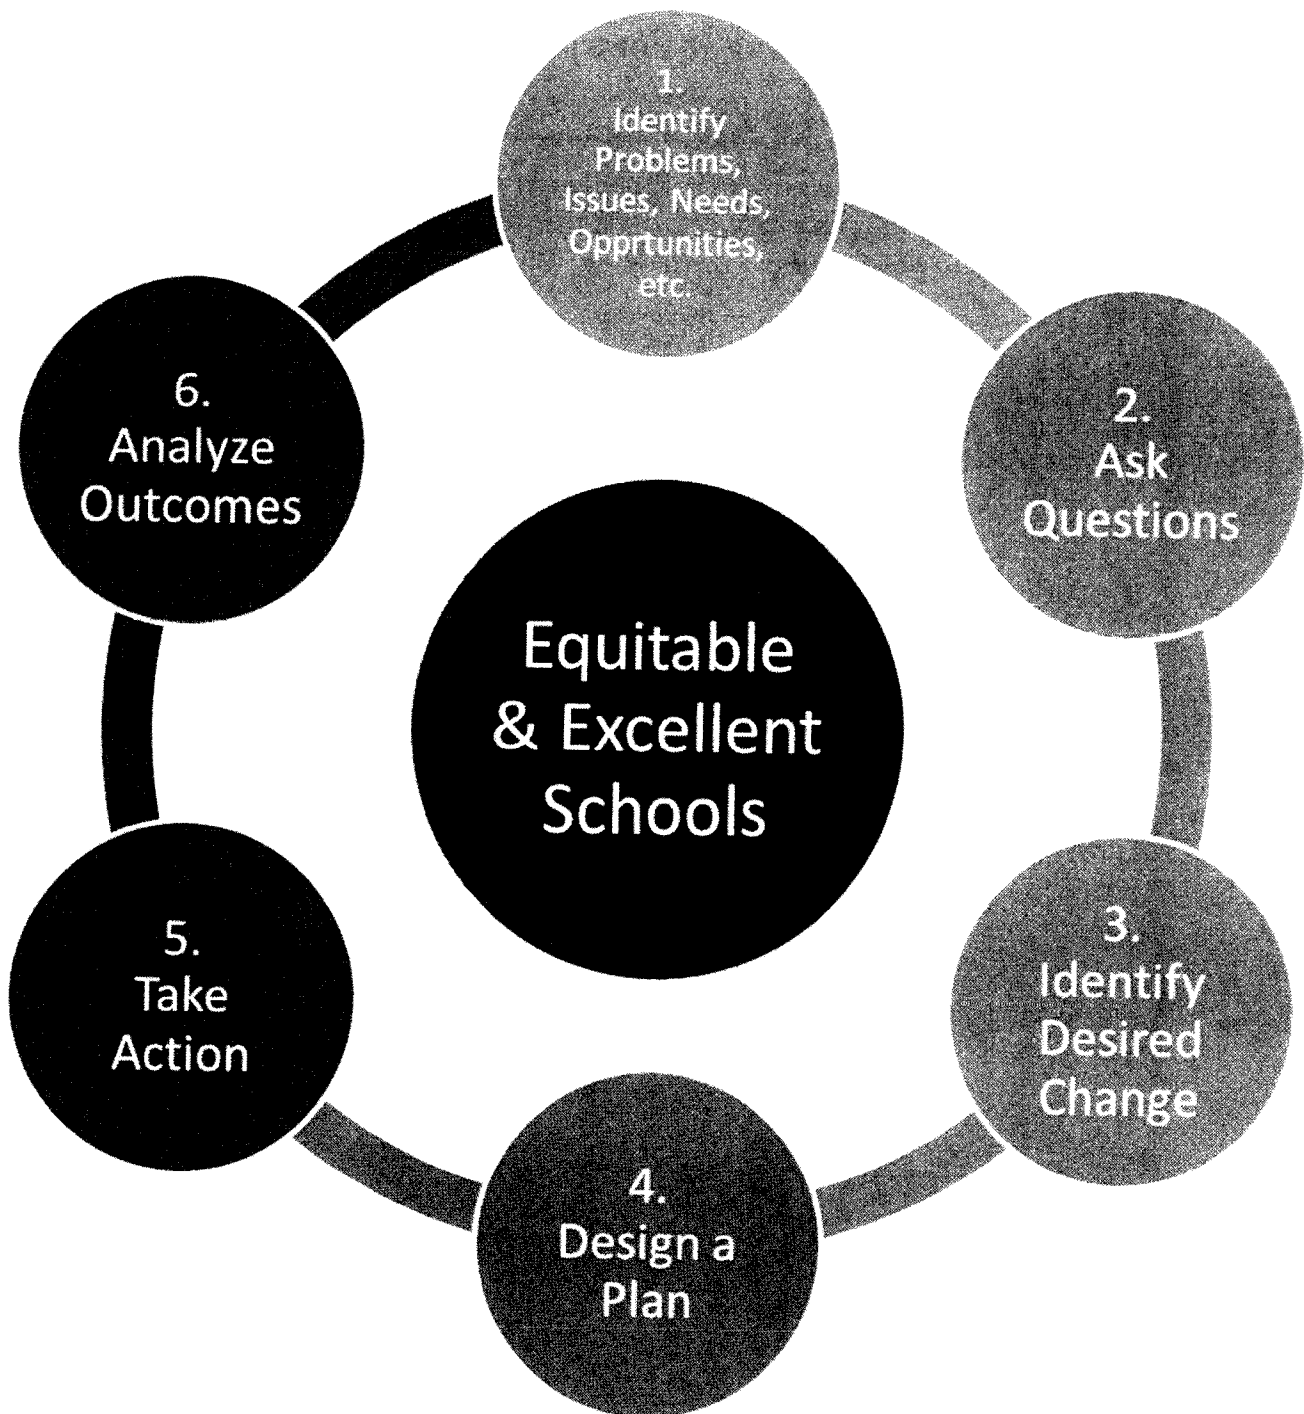 1.
Identify
Problems,
Issues, Needs,
Opprtunities,
etc.
2.
Ask
Questions
3.
Identify
Desired
Change
4.
Design a
Plan
5.
Take
Action
6.
Analyze
Outcomes
Equitable
& Excellent
Schools